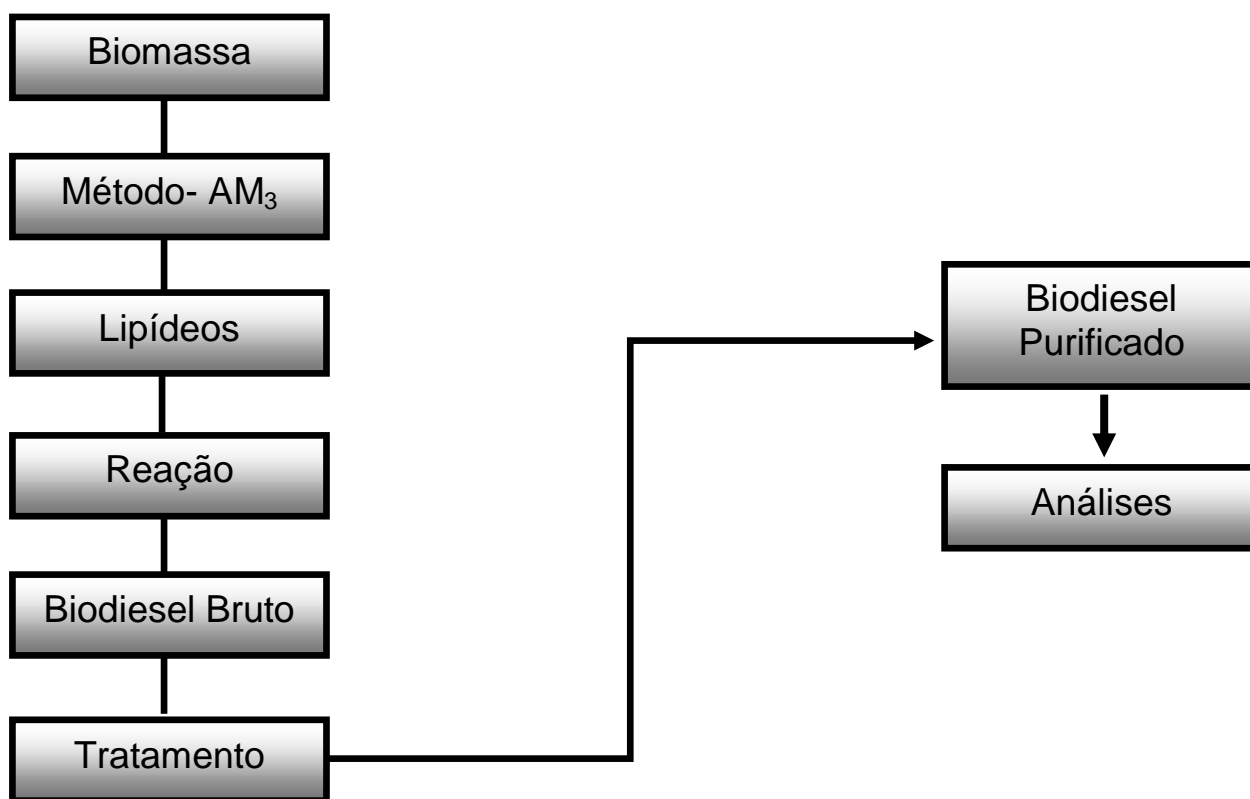 Biomassa
Método- AM₃
Lipídeos
Reação
Biodiesel Bruto
Tratamento
Biodiesel
Purificado
Análises